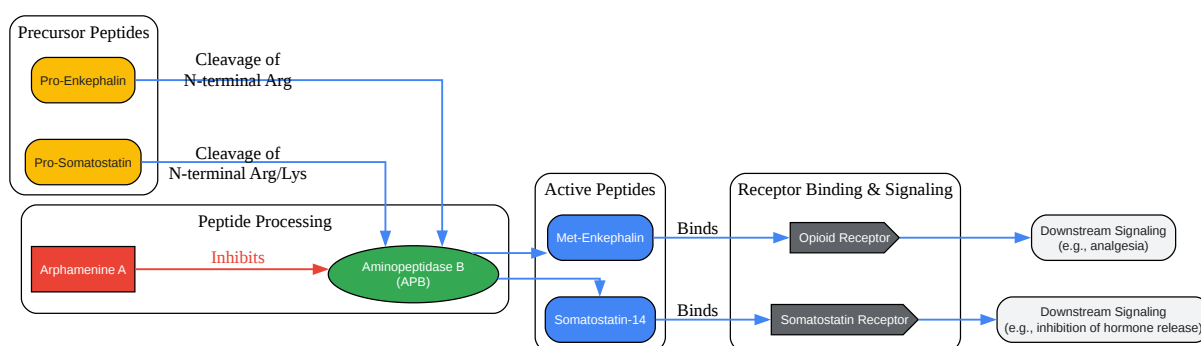 Precursor Peptides
Pro-Enkephalin
Cleavage of
N-terminal Arg
Pro-Somatostatin
Cleavage of
N-terminal Arg/Lys
Peptide Processing
Arphamenine A
Inhibits
Aminopeptidase B
(APB)
Active Peptides
Met-Enkephalin
Somatostatin-14
Binds
Binds
Receptor Binding & Signaling
Opioid Receptor
Somatostatin Receptor
Downstream Signaling
(e.g., analgesia)
Downstream Signaling
(e.g., inhibition of hormone release)